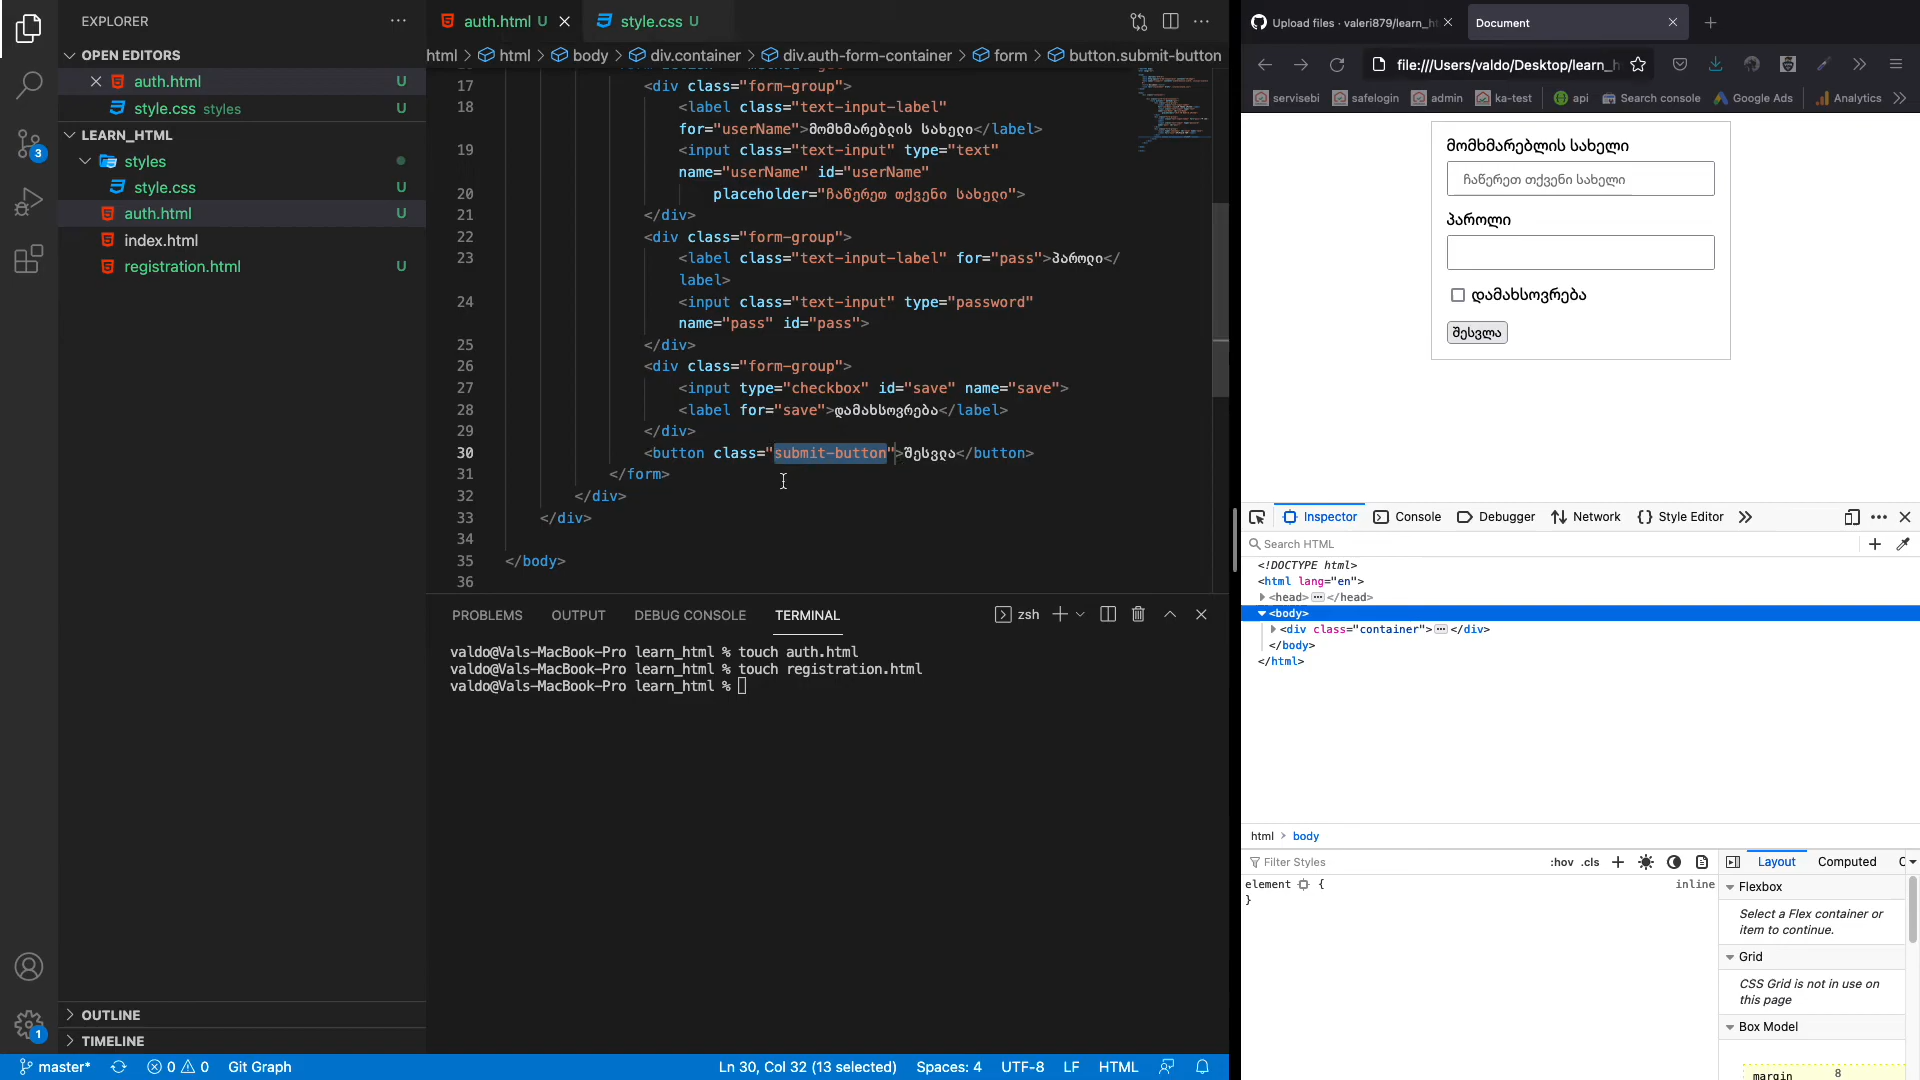 EXPLORER
OPEN EDITORS
auth.html U
style.css styles U
LEARN_HTML
styles
style.css U
auth.html U
index.html
registration.html U
OUTLINE
TIMELINE
3
1
auth.html U
style.css U
html > html > body > div.container > div.auth-form-container > form > button.submit-button
17 <div class="form-group">
18 <label class="text-input-label"
for="userName">მომხმარებლის სახელი</label>
19 <input class="text-input" type="text"
name="userName" id="userName"
20 placeholder="ჩაწერეთ თქვენი სახელი">
21 </div>
22 <div class="form-group">
23 <label class="text-input-label" for="pass">პაროლი</
label>
24 <input class="text-input" type="password"
name="pass" id="pass">
25 </div>
26 <div class="form-group">
27 <input type="checkbox" id="save" name="save">
28 <label for="save">დამახსოვრება</label>
29 </div>
30 <button class="submit-button">შესვლა</button>
31 </form>
32 </div>
33 </div>
34
35 </body>
36
PROBLEMS OUTPUT DEBUG CONSOLE TERMINAL
zsh
valdo@Vals-MacBook-Pro learn_html % touch auth.html
valdo@Vals-MacBook-Pro learn_html % touch registration.html
valdo@Vals-MacBook-Pro learn_html %
master* 0 0 Git Graph
Ln 30, Col 32 (13 selected) Spaces: 4 UTF-8 LF HTML
Upload files · valeri879/learn_ht
Document
file:///Users/valdo/Desktop/learn_h
servisebi safelogin admin ka-test api Search console Google Ads Analytics
მომხმარებლის სახელი
ჩაწერეთ თქვენი სახელი
პაროლი
დამახსოვრება
შესვლა
Inspector Console Debugger Network Style Editor
Search HTML
<!DOCTYPE html>
<html lang="en">
<head></head>
<body>
<div class="container"></div>
</body>
</html>
html > body
Filter Styles :hov .cls
Layout Computed
element { inline
}
Flexbox
Select a Flex container or
item to continue.
Grid
CSS Grid is not in use on
this page
Box Model
margin 8